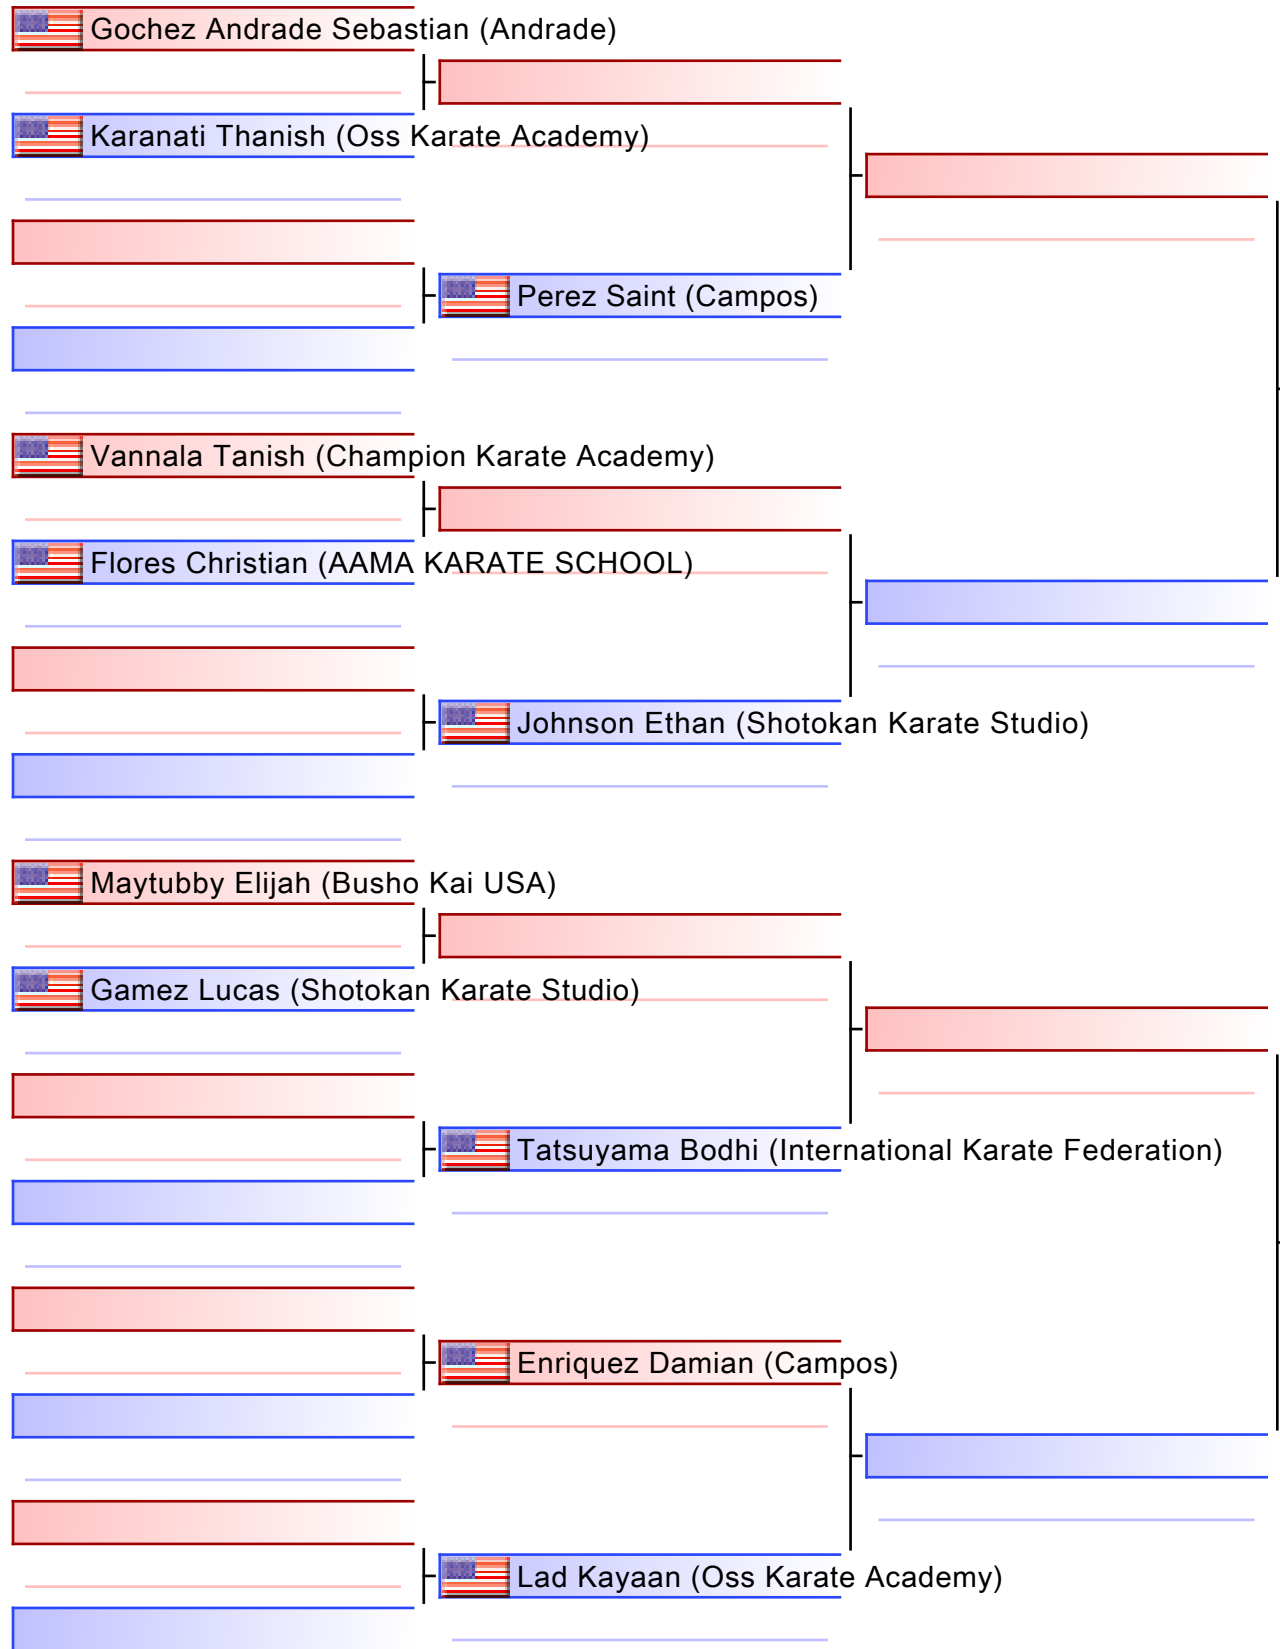 Gochez Andrade Sebastian (Andrade)
Karanati Thanish (Oss Karate Academy)
Perez Saint (Campos)
Vannala Tanish (Champion Karate Academy)
Flores Christian (AAMA KARATE SCHOOL)
Johnson Ethan (Shotokan Karate Studio)
Maytubby Elijah (Busho Kai USA)
Gamez Lucas (Shotokan Karate Studio)
Tatsuyama Bodhi (International Karate Federation)
Enriquez Damian (Campos)
Lad Kayaan (Oss Karate Academy)